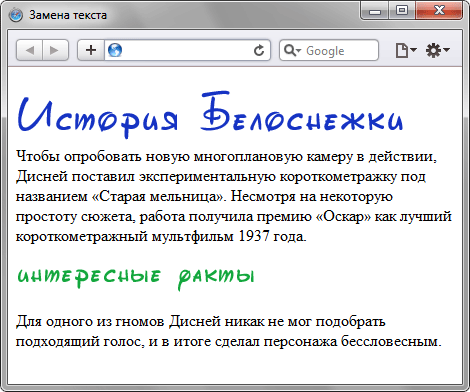 Замена текста
Google
История Белоснежки
Чтобы опробовать новую многоплановую камеру в действии,
Дисней поставил экспериментальную короткометражку под
названием «Старая мельница». Несмотря на некоторую
простоту сюжета, работа получила премию «Оскар» как лучший
короткометражный мультфильм 1937 года.
интересные факты
Для одного из гномов Дисней никак не мог подобрать
подходящий голос, и в итоге сделал персонажа бессловесным.